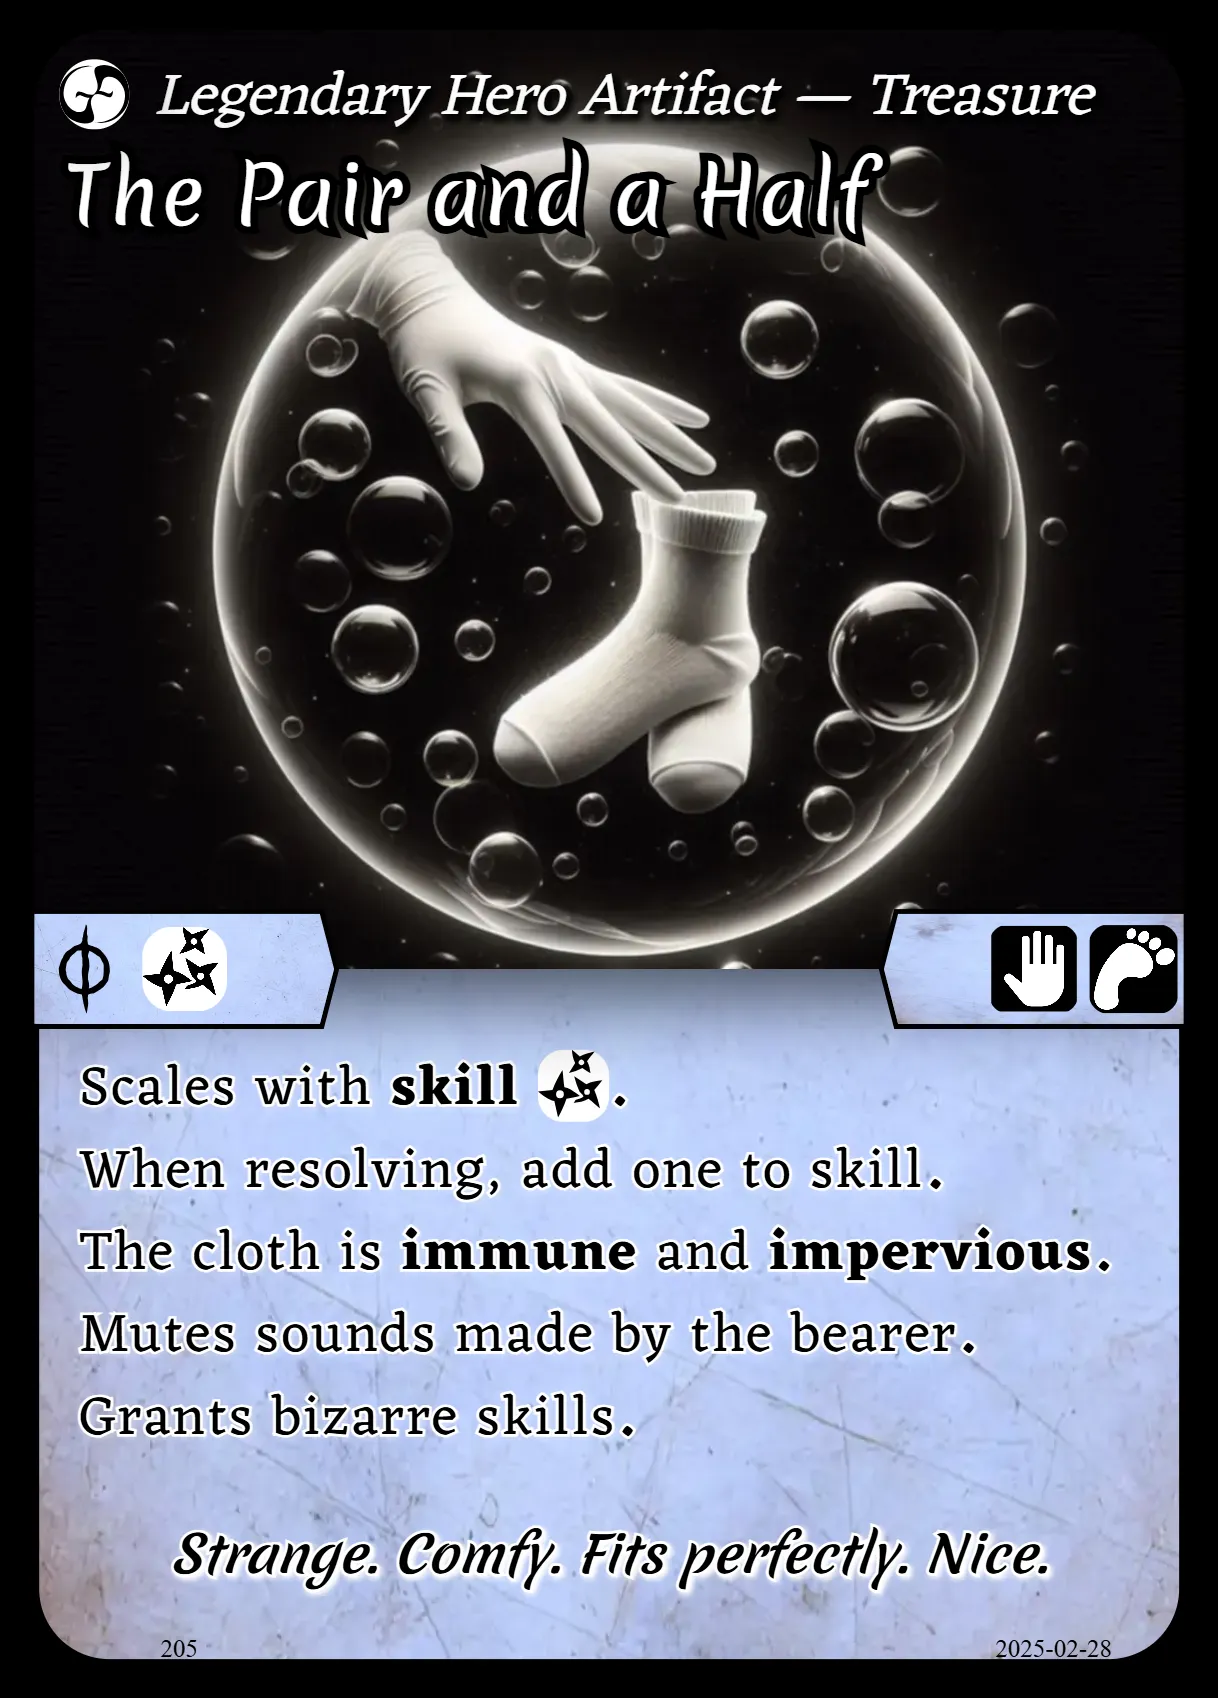 Legendary Hero Artifact — Treasure
The Pair and a Half
Scales with skill .
When resolving, add one to skill.
The cloth is immune and impervious.
Mutes sounds made by the bearer.
Grants bizarre skills.
Strange. Comfy. Fits perfectly. Nice.
205
2025-02-28